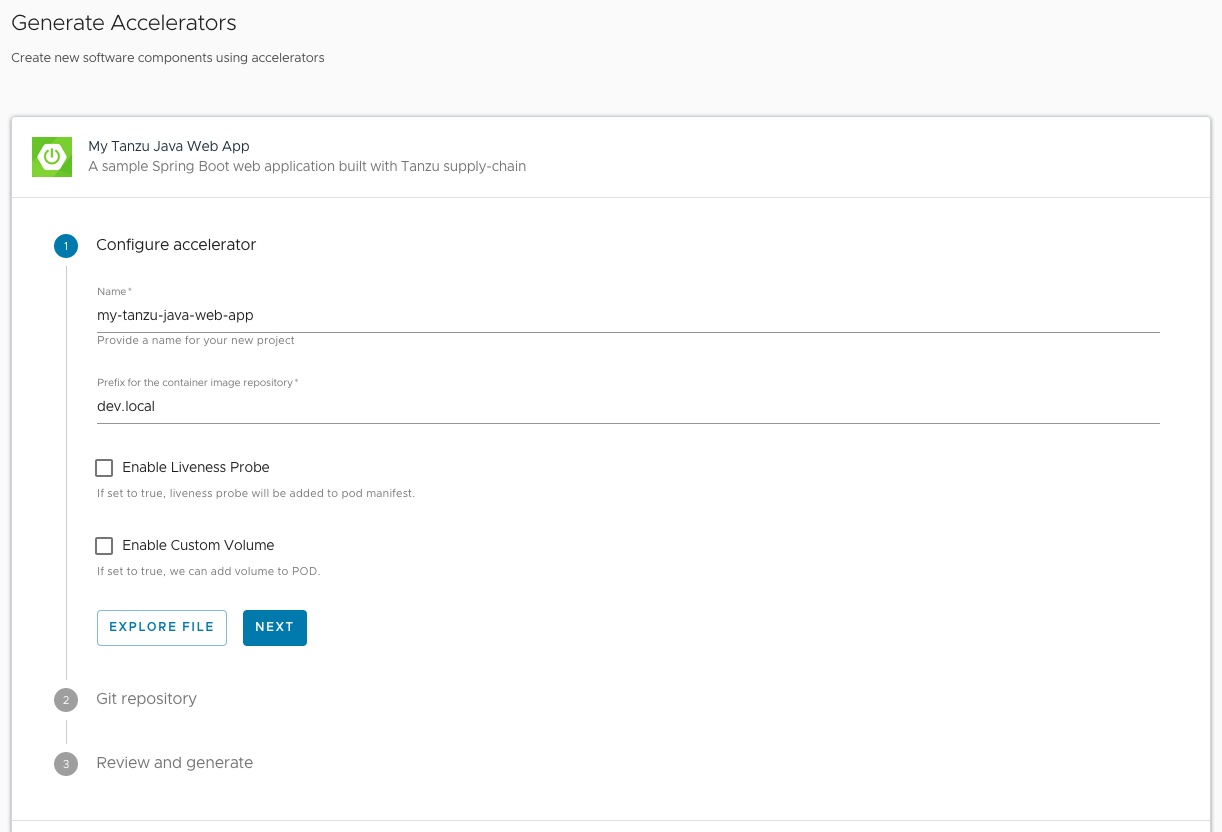 Generate Accelerators
Create new software components using accelerators
My Tanzu Java Web App
A sample Spring Boot web application built with Tanzu supply-chain
1 Configure accelerator
Name*
my-tanzu-java-web-app
Provide a name for your new project
Prefix for the container image repository*
dev.local
Enable Liveness Probe
If set to true, liveness probe will be added to pod manifest.
Enable Custom Volume
If set to true, we can add volume to POD.
EXPLORE FILE NEXT
2 Git repository
3 Review and generate